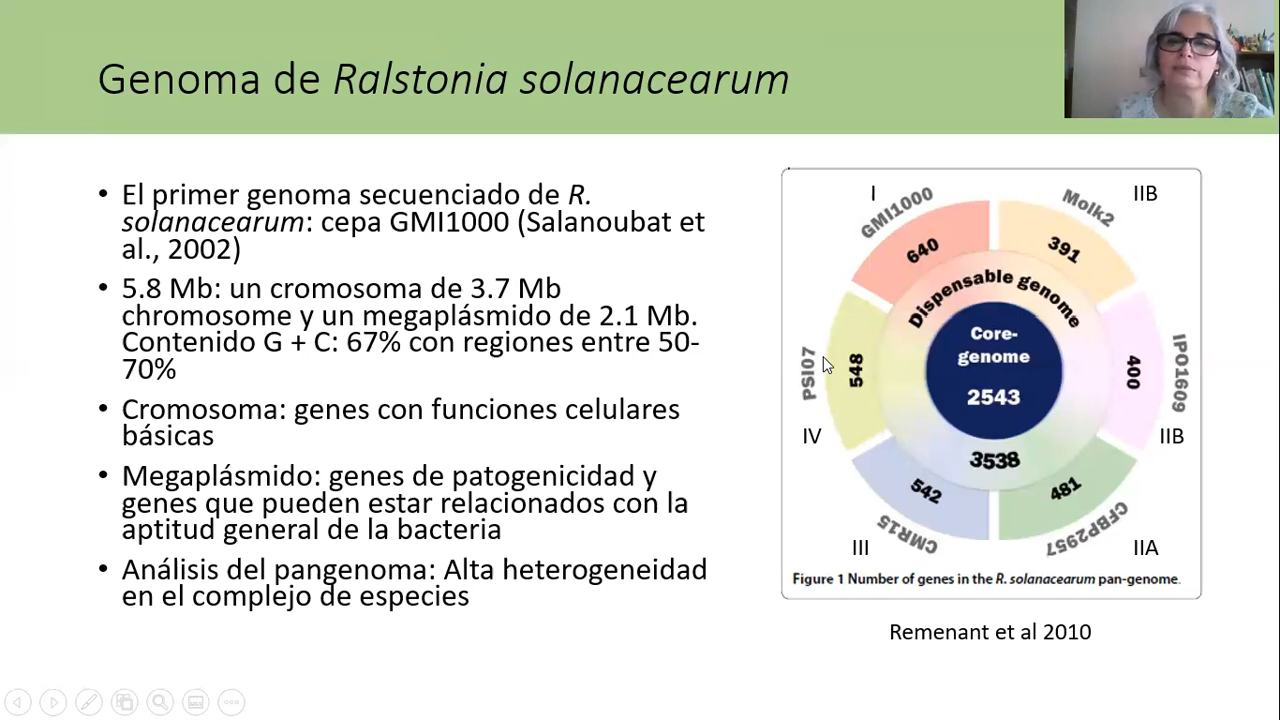 Genoma de Ralstonia solanacearum
• El primer genoma secuenciado de R.
solanacearum: cepa GMI1000 (Salanoubat et
al., 2002)
• 5.8 Mb: un cromosoma de 3.7 Mb
chromosome y un megaplásmido de 2.1 Mb.
Contenido G + C: 67% con regiones entre 50-
70%
• Cromosoma: genes con funciones celulares
básicas
• Megaplásmido: genes de patogenicidad y
genes que pueden estar relacionados con la
aptitud general de la bacteria
• Análisis del pangenoma: Alta heterogeneidad
en el complejo de especies
I
GMI1000
640
Molk2
IIB
391
Dispensable genome
Core-
genome
2543
3538
PSI07
548
IV
IPO1609
400
IIB
542
CMR15
III
481
CFBP2957
IIA
Figure 1 Number of genes in the R. solanacearum pan-genome.
Remenant et al 2010